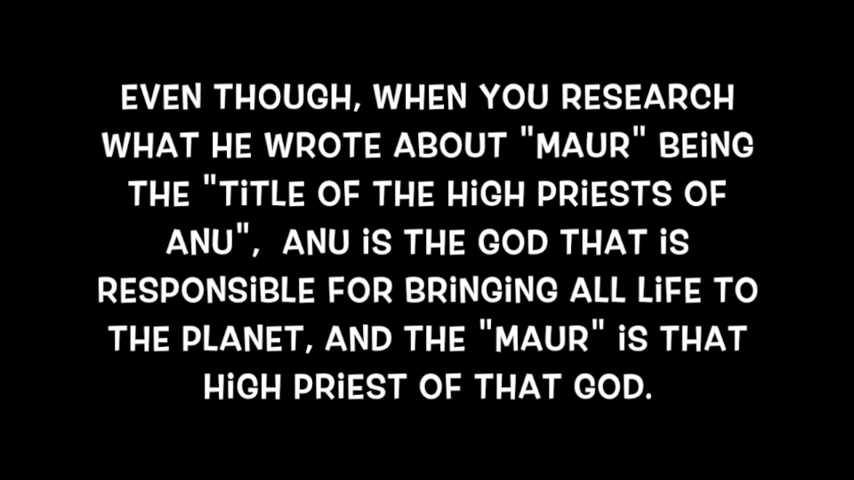 EVEN THOUGH, WHEN YOU RESEARCH
WHAT HE WROTE ABOUT "MAUR" BEING
THE "TITLE OF THE HIGH PRIESTS OF
ANU", ANU IS THE GOD THAT IS
RESPONSIBLE FOR BRINGING ALL LIFE TO
THE PLANET, AND THE "MAUR" IS THAT
HIGH PRIEST OF THAT GOD.